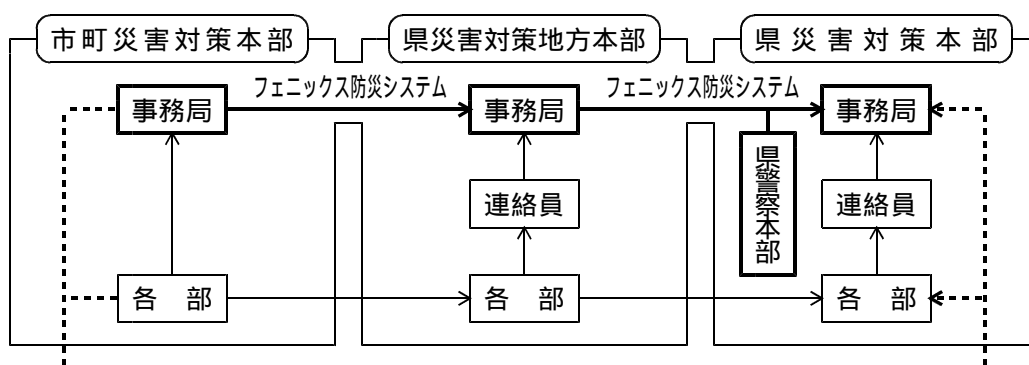 市町災害対策本部
県災害対策地方本部
県災害対策本部
フェニックス防災システム
フェニックス防災システム
事務局
事務局
事務局
県警察本部
連絡員
連絡員
各　部
各　部
各　部